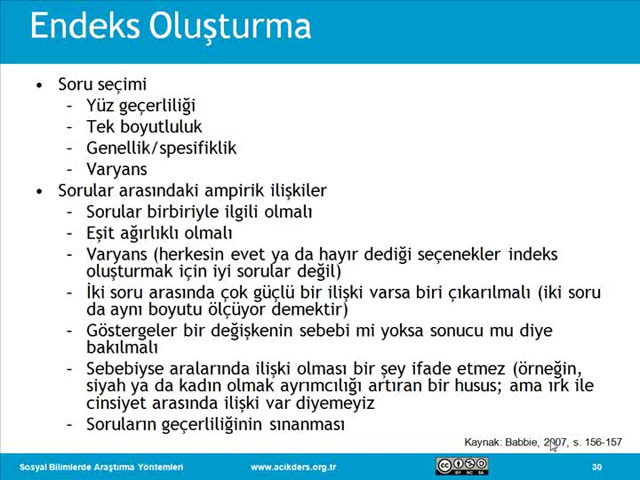 Endeks Oluşturma
• Soru seçimi
– Yüz geçerliliği
– Tek boyutluluk
– Genellik/spesifiklik
– Varyans
• Sorular arasındaki ampirik ilişkiler
– Sorular birbiriyle ilgili olmalı
– Eşit ağırlıklı olmalı
– Varyans (herkesin evet ya da hayır dediği seçenekler indeks
oluşturmak için iyi sorular değil)
– İki soru arasında çok güçlü bir ilişki varsa biri çıkarılmalı (iki soru
da aynı boyutu ölçüyor demektir)
– Göstergeler bir değişkenin sebebi mi yoksa sonucu mu diye
bakılmalı
– Sebebiyse aralarında ilişki olması bir şey ifade etmez (örneğin,
siyah ya da kadın olmak ayrımcılığı artıran bir husus; ama ırk ile
cinsiyet arasında ilişki var diyemeyiz
– Soruların geçerliliğinin sınanması
Kaynak: Babbie, 2007, s. 156-157
Sosyal Bilimlerde Araştırma Yöntemleri
www.acikders.org.tr
cc
BY NC SA
30